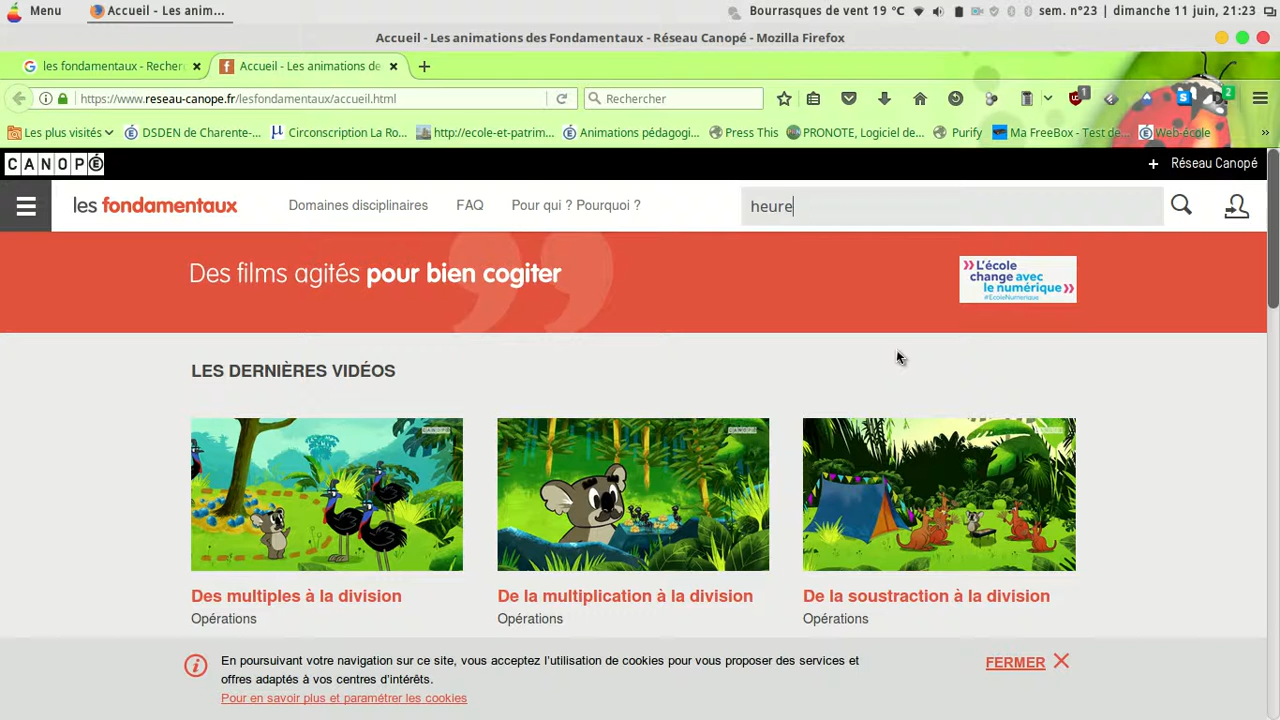 Menu
Accueil - Les anim...
Bourrasques de vent 19 °C
sem. n°23 | dimanche 11 juin, 21:23
Accueil - Les animations des Fondamentaux - Réseau Canopé - Mozilla Firefox
les fondamentaux - Recher
Accueil - Les animations de
https://www.reseau-canope.fr/lesfondamentaux/accueil.html
Rechercher
1
2
Les plus visités
DSDEN de Charente-...
Circonscription La Ro...
http://ecole-et-patrim...
Animations pédagogi...
Press This
PRONOTE, Logiciel de...
Purify
Ma FreeBox - Test de...
Web-école
CANOPÉ
+ Réseau Canopé
les fondamentaux
Domaines disciplinaires
FAQ
Pour qui ? Pourquoi ?
heure
Des films agités pour bien cogiter
L'école
change avec
le numérique
#EcoleNumerique
LES DERNIÈRES VIDÉOS
CANOPÉ
CANOPÉ
CANOPÉ
Des multiples à la division
Opérations
De la multiplication à la division
Opérations
De la soustraction à la division
Opérations
En poursuivant votre navigation sur ce site, vous acceptez l'utilisation de cookies pour vous proposer des services et
offres adaptés à vos centres d'intérêts.
Pour en savoir plus et paramétrer les cookies
FERMER